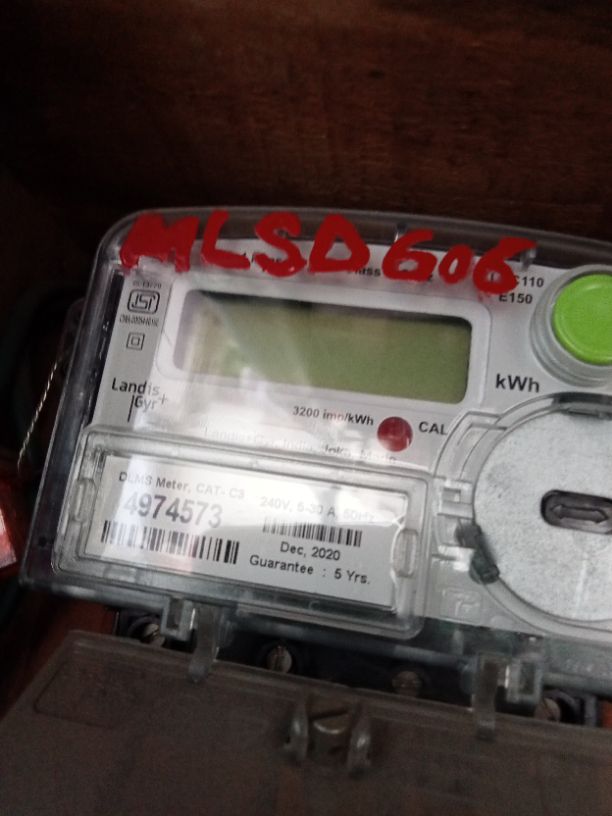 MLSD606
E110
E150
ISI
kWh
Landis
Gyr+
3200 imp/kWh
CAL
DLMS Meter, CAT- C3
240V, 5-30 A, 50Hz
4974573
Dec, 2020
Guarantee : 5 Yrs.